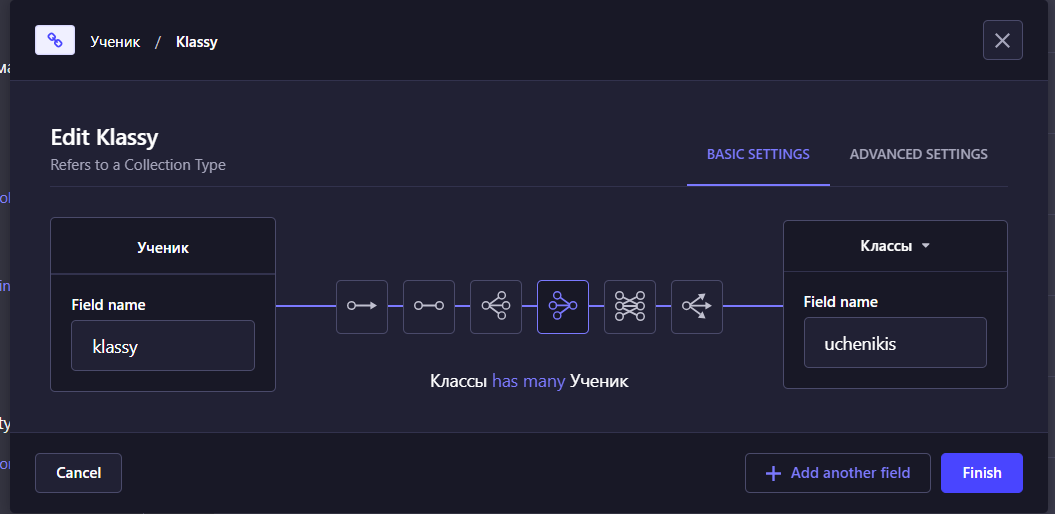 Ученик / Klassy
Edit Klassy
Refers to a Collection Type
BASIC SETTINGS
ADVANCED SETTINGS
Ученик
Field name
klassy
Классы
Field name
uchenikis
Классы has many Ученик
Cancel
Add another field
Finish